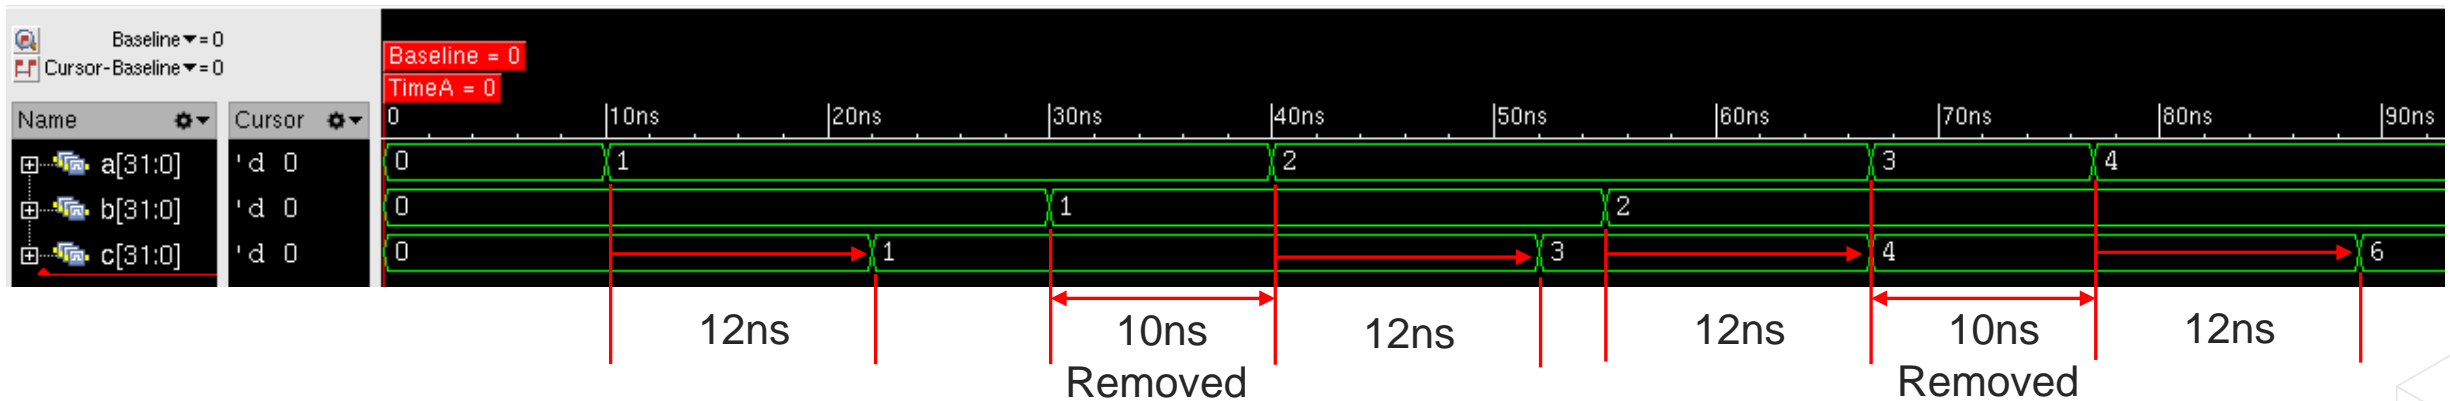 Baseline▼= 0
Cursor-Baseline▼= 0
Baseline = 0
TimeA = 0
Name Cursor 0 10ns 20ns 30ns 40ns 50ns 60ns 70ns 80ns 90ns
a[31:0] 'd 0 0 1 2 3 4
b[31:0] 'd 0 0 1 2
c[31:0] 'd 0 0 1 3 4 6
12ns 10ns 12ns 12ns 10ns 12ns
Removed Removed